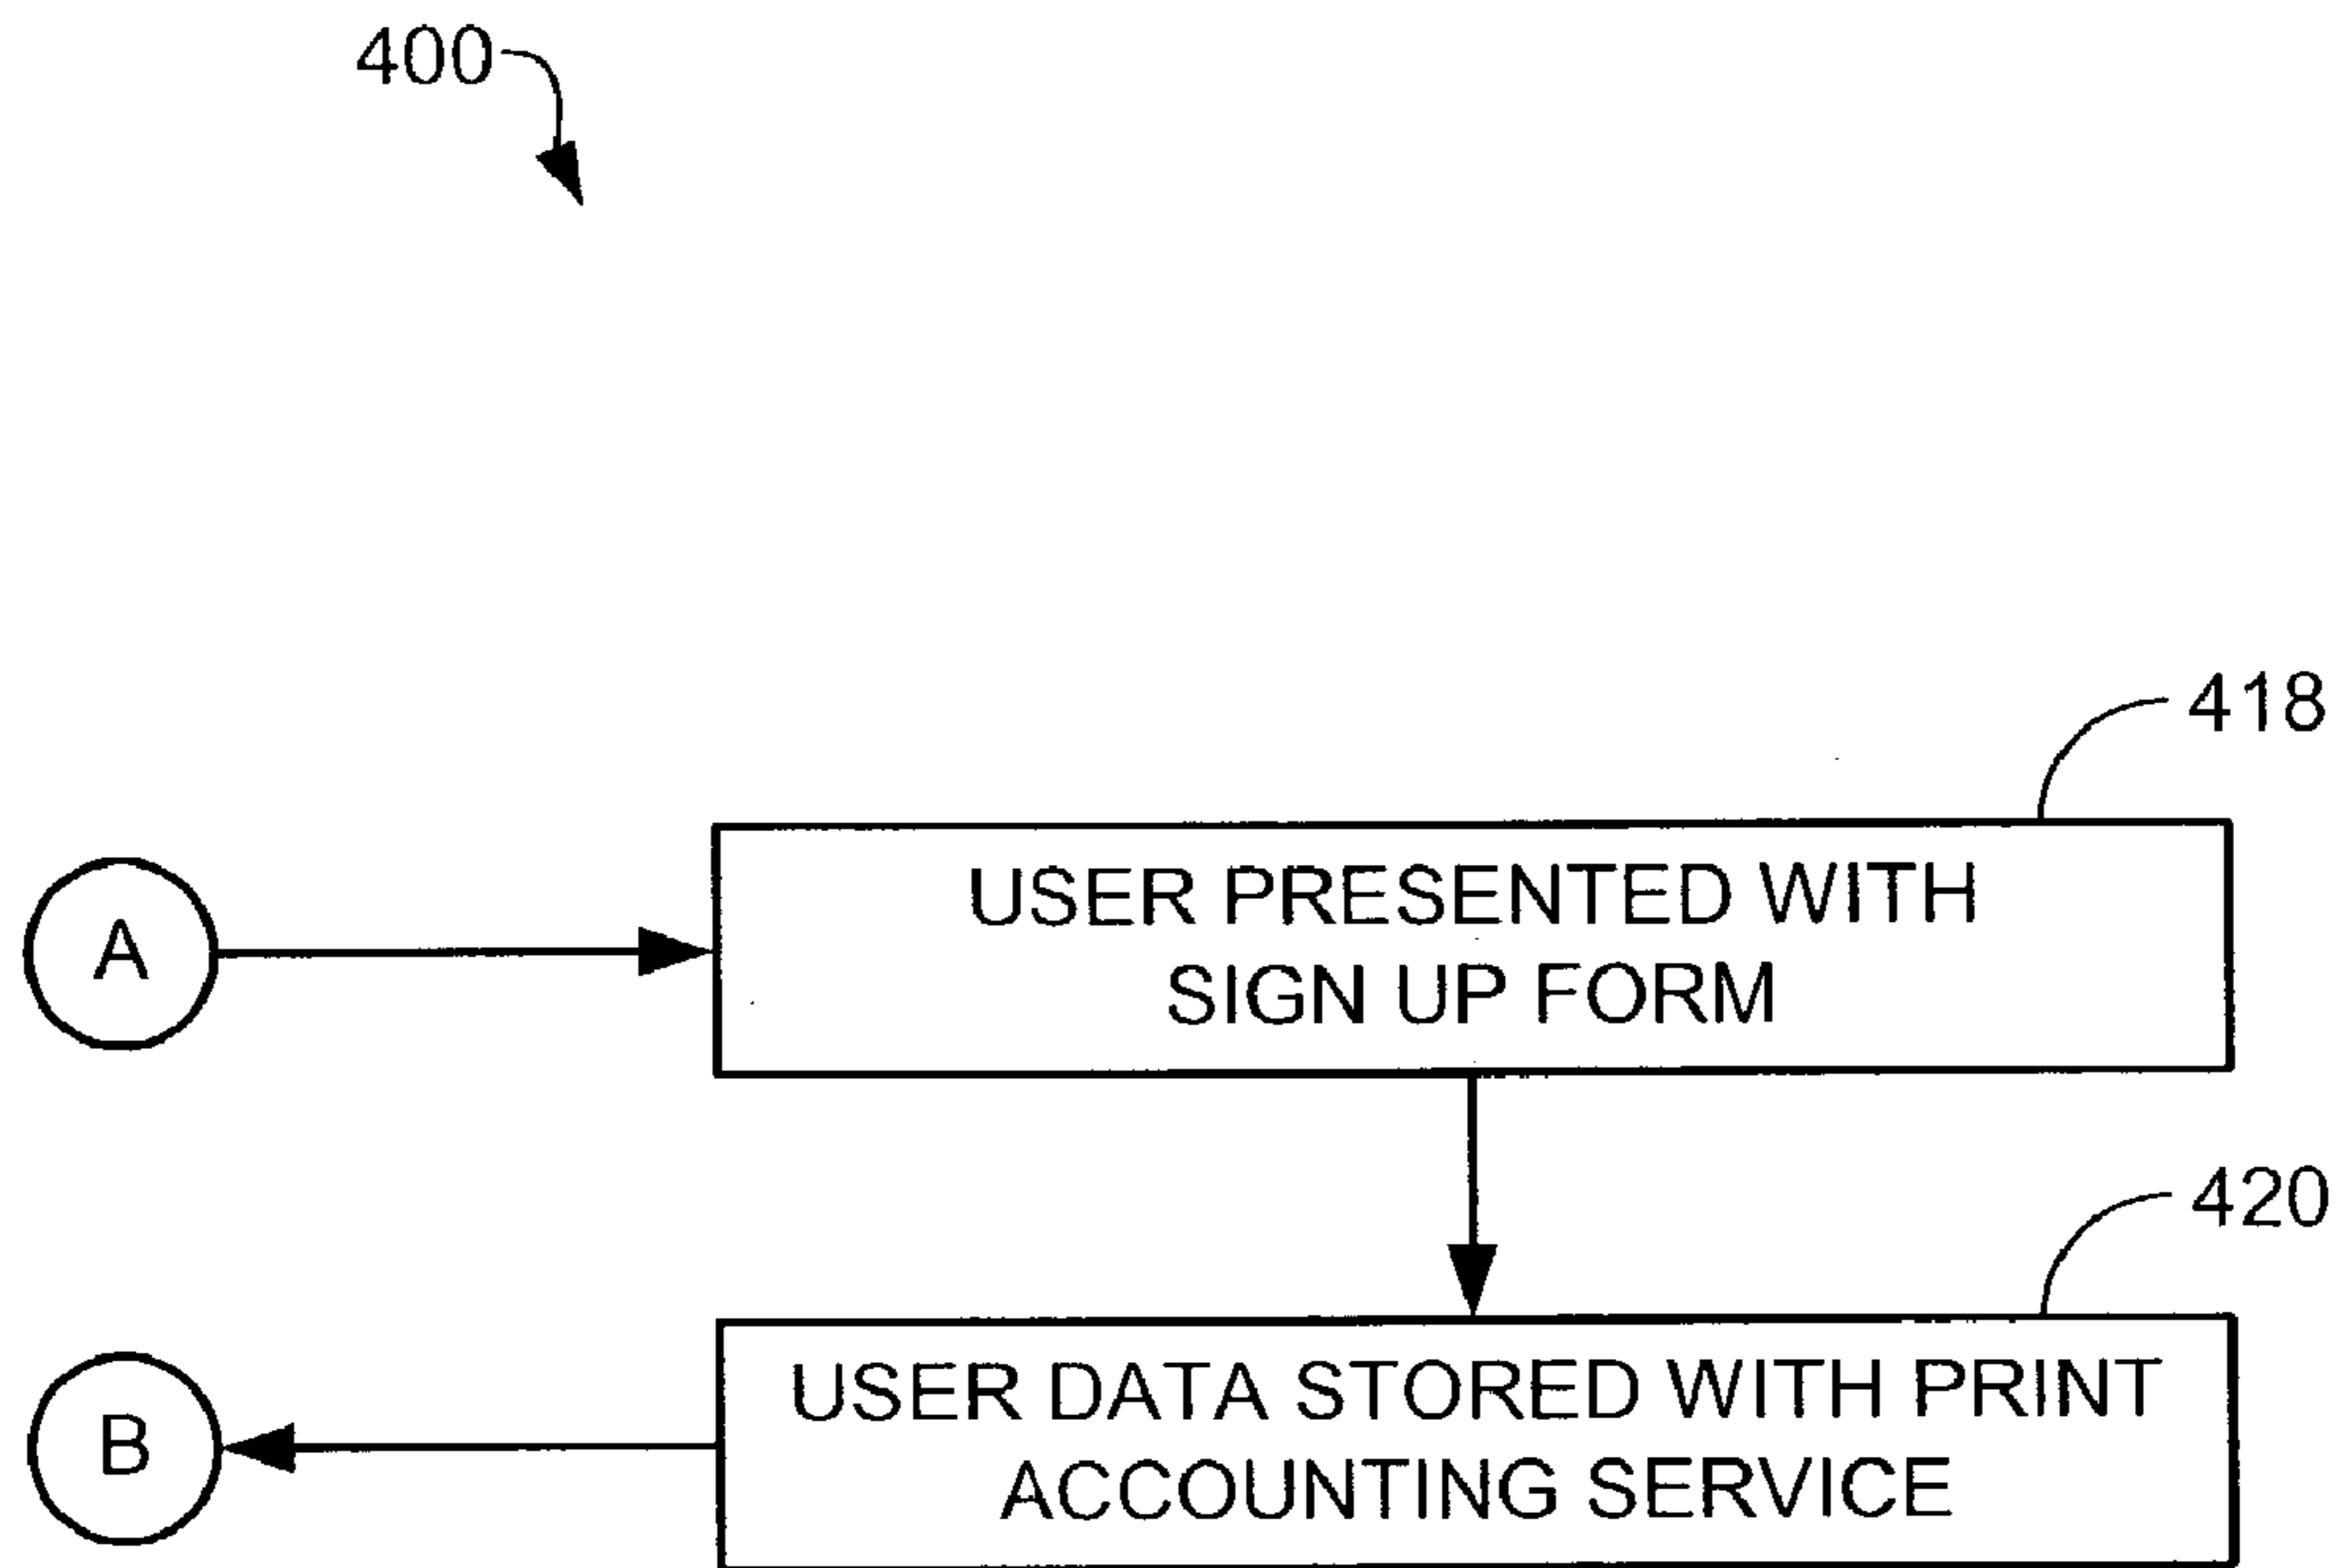 400
418
A
USER PRESENTED WITH
SIGN UP FORM
420
B
USER DATA STORED WITH PRINT
ACCOUNTING SERVICE